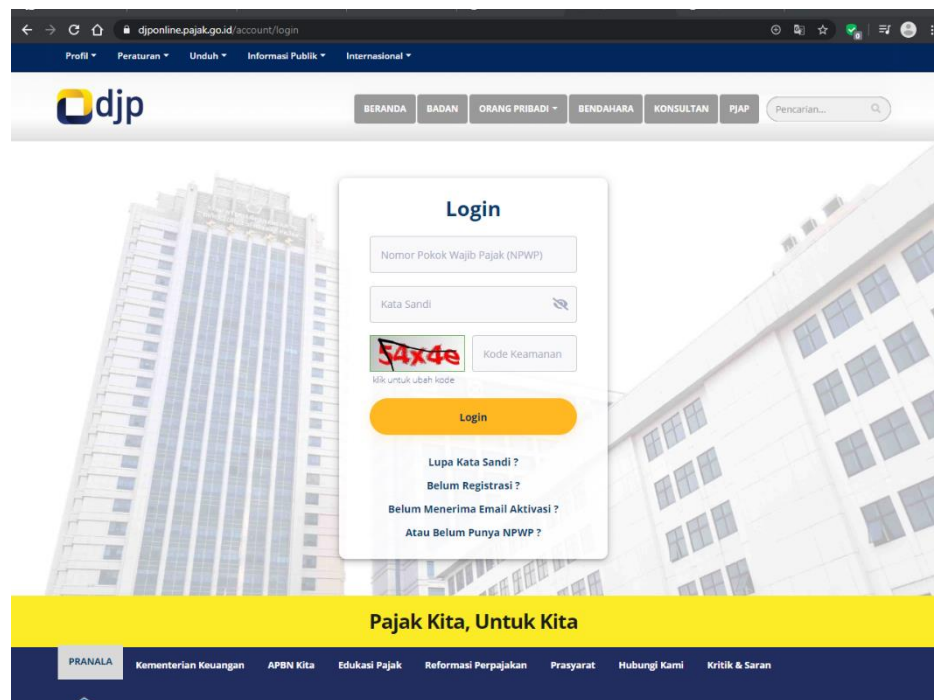 djponline.pajak.go.id/account/login
Profil Peraturan Unduh Informasi Publik Internasional
djp
BERANDA BADAN ORANG PRIBADI BENDAHARA KONSULTAN PJAP Pencarian...
Login
Nomor Pokok Wajib Pajak (NPWP)
Kata Sandi
54x4e Kode Keamanan
klik untuk ubah kode
Login
Lupa Kata Sandi ?
Belum Registrasi ?
Belum Menerima Email Aktivasi ?
Atau Belum Punya NPWP ?
Pajak Kita, Untuk Kita
PRANALA Kementerian Keuangan APBN Kita Edukasi Pajak Reformasi Perpajakan Prasyarat Hubungi Kami Kritik & Saran